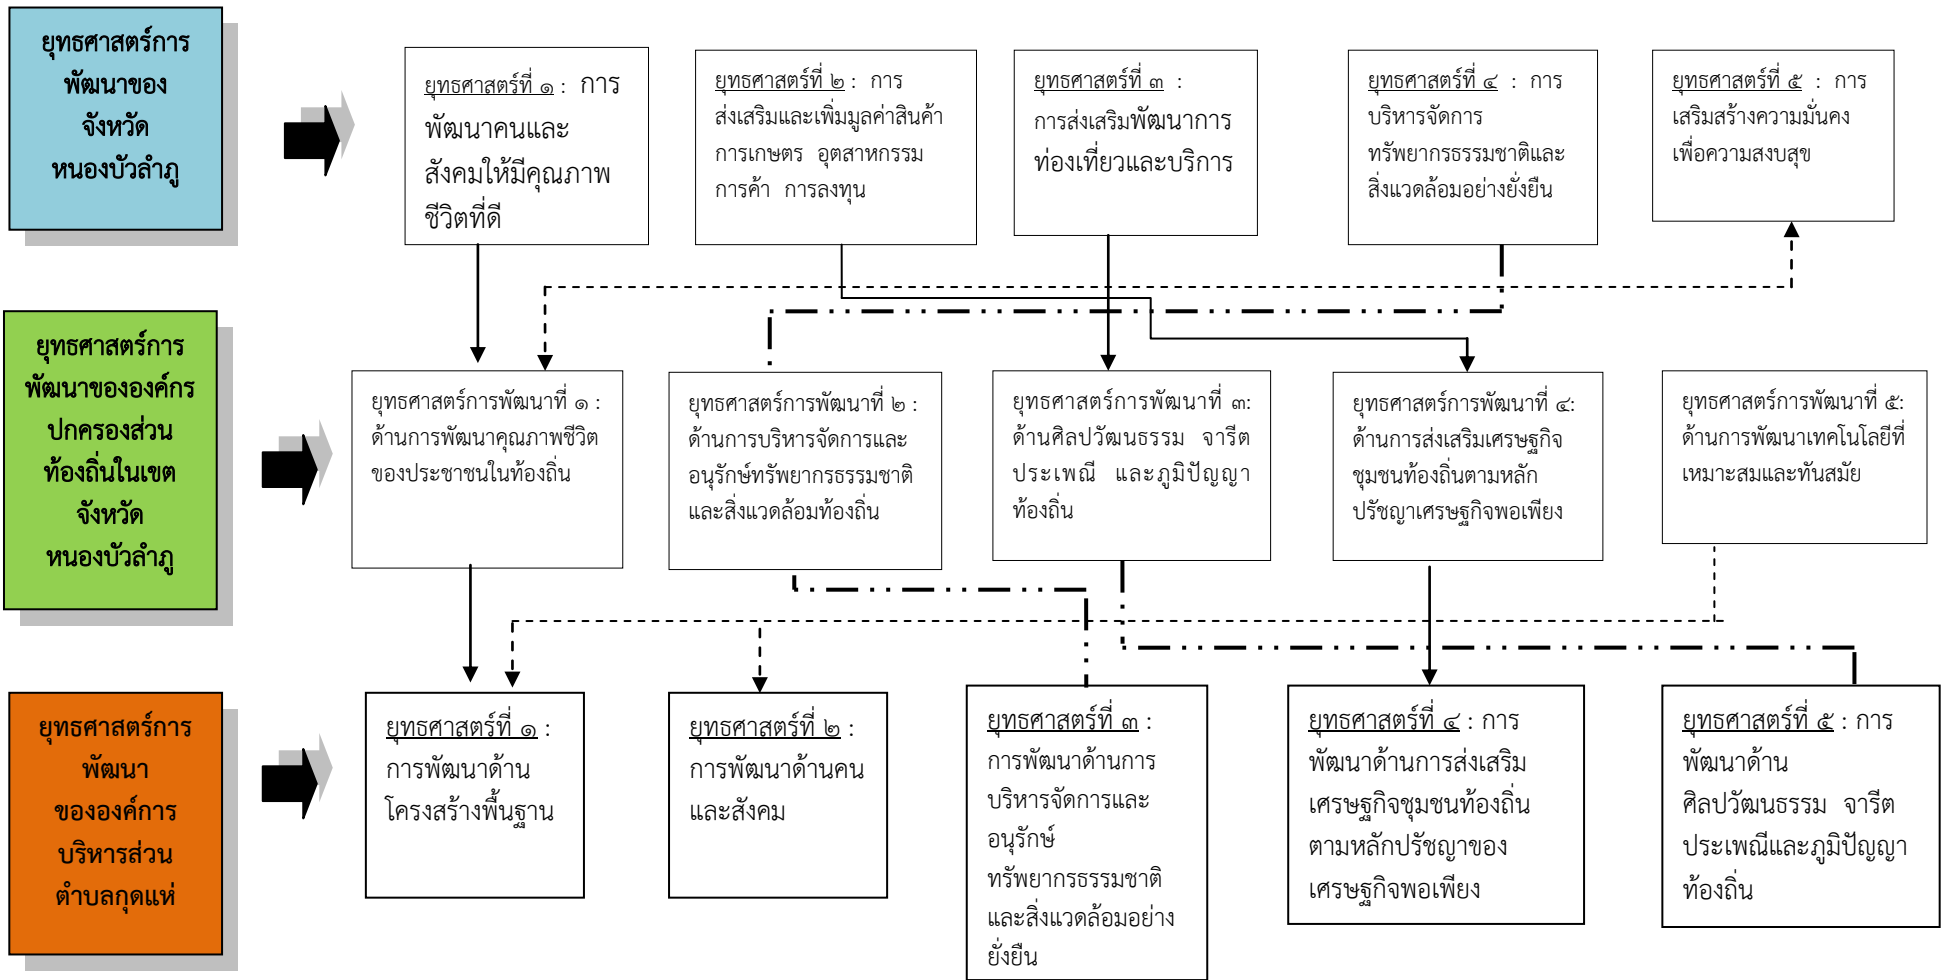 ยุทธศาสตร์การ
พัฒนาของ
จังหวัด
หนองบัวลำภู
ยุทธศาสตร์ที่ ๑ : การ
พัฒนาคนและ
สังคมให้มีคุณภาพ
ชีวิตที่ดี
ยุทธศาสตร์ที่ ๒ : การ
ส่งเสริมและเพิ่มมูลค่าสินค้า
การเกษตร อุตสาหกรรม
การค้า การลงทุน
ยุทธศาสตร์ที่ ๓ :
การส่งเสริมพัฒนาการ
ท่องเที่ยวและบริการ
ยุทธศาสตร์ที่ ๔ : การ
บริหารจัดการ
ทรัพยากรธรรมชาติและ
สิ่งแวดล้อมอย่างยั่งยืน
ยุทธศาสตร์ที่ ๕ : การ
เสริมสร้างความมั่นคง
เพื่อความสงบสุข
ยุทธศาสตร์การ
พัฒนาขององค์กร
ปกครองส่วน
ท้องถิ่นในเขต
จังหวัด
หนองบัวลำภู
ยุทธศาสตร์การพัฒนาที่ ๑ :
ด้านการพัฒนาคุณภาพชีวิต
ของประชาชนในท้องถิ่น
ยุทธศาสตร์การพัฒนาที่ ๒ :
ด้านการบริหารจัดการและ
อนุรักษ์ทรัพยากรธรรมชาติ
และสิ่งแวดล้อมท้องถิ่น
ยุทธศาสตร์การพัฒนาที่ ๓:
ด้านศิลปวัฒนธรรม จารีต
ประเพณี และภูมิปัญญา
ท้องถิ่น
ยุทธศาสตร์การพัฒนาที่ ๔:
ด้านการส่งเสริมเศรษฐกิจ
ชุมชนท้องถิ่นตามหลัก
ปรัชญาเศรษฐกิจพอเพียง
ยุทธศาสตร์การพัฒนาที่ ๕:
ด้านการพัฒนาเทคโนโลยีที่
เหมาะสมและทันสมัย
ยุทธศาสตร์การ
พัฒนา
ขององค์การ
บริหารส่วน
ตำบลกุดแห่
ยุทธศาสตร์ที่ ๑ :
การพัฒนาด้าน
โครงสร้างพื้นฐาน
ยุทธศาสตร์ที่ ๒ :
การพัฒนาด้านคน
และสังคม
ยุทธศาสตร์ที่ ๓ :
การพัฒนาด้านการ
บริหารจัดการและ
อนุรักษ์
ทรัพยากรธรรมชาติ
และสิ่งแวดล้อมอย่าง
ยั่งยืน
ยุทธศาสตร์ที่ ๔ : การ
พัฒนาด้านการส่งเสริม
เศรษฐกิจชุมชนท้องถิ่น
ตามหลักปรัชญาของ
เศรษฐกิจพอเพียง
ยุทธศาสตร์ที่ ๕ : การ
พัฒนาด้าน
ศิลปวัฒนธรรม จารีต
ประเพณีและภูมิปัญญา
ท้องถิ่น